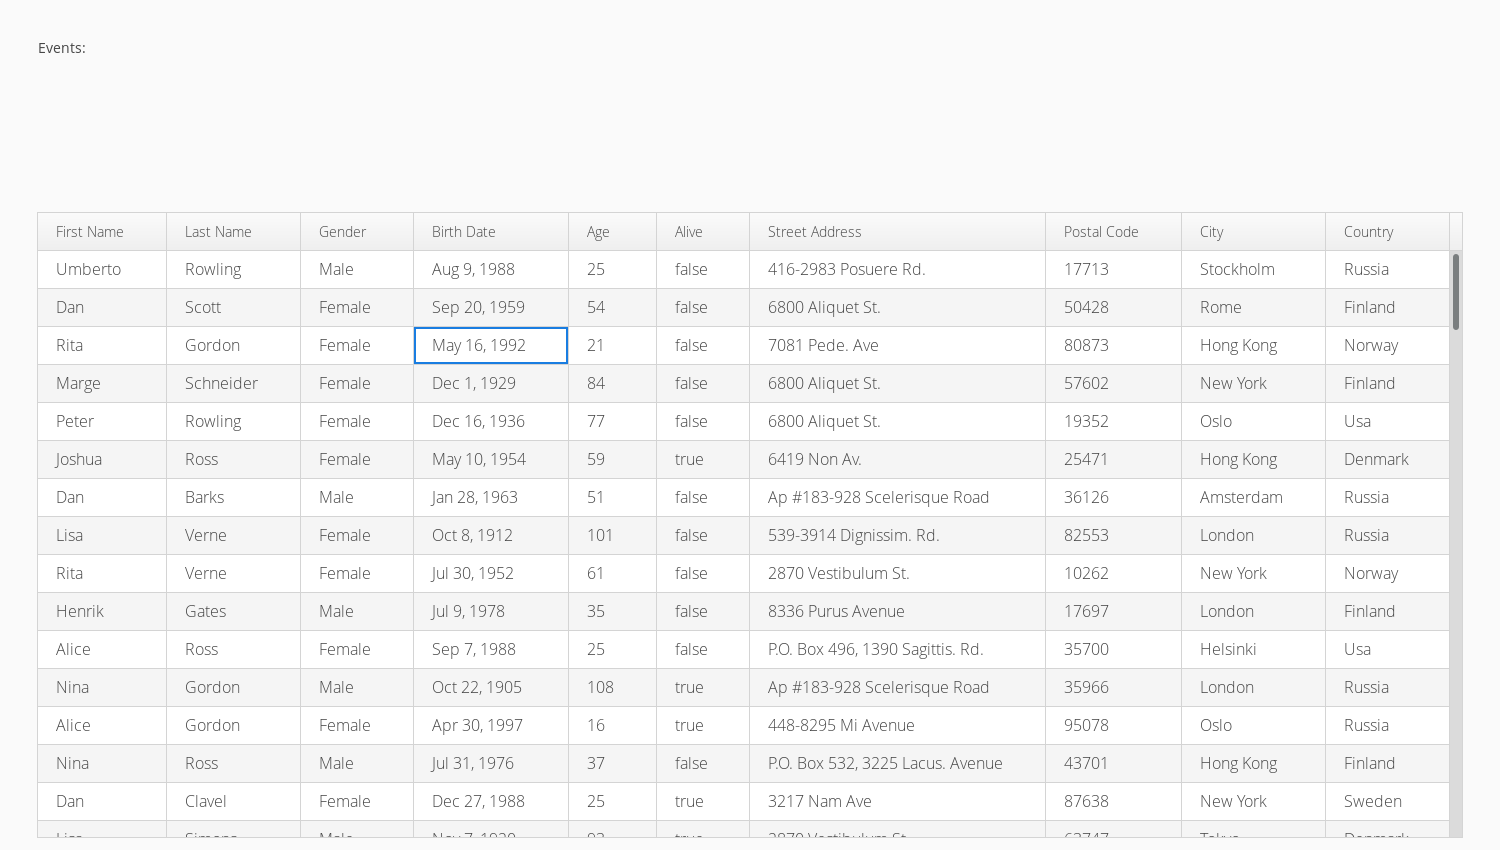 Events:
First Name Last Name Gender Birth Date Age Alive Street Address Postal Code City Country
Umberto Rowling Male Aug 9, 1988 25 false 416-2983 Posuere Rd. 17713 Stockholm Russia
Dan Scott Female Sep 20, 1959 54 false 6800 Aliquet St. 50428 Rome Finland
Rita Gordon Female May 16, 1992 21 false 7081 Pede. Ave 80873 Hong Kong Norway
Marge Schneider Female Dec 1, 1929 84 false 6800 Aliquet St. 57602 New York Finland
Peter Rowling Female Dec 16, 1936 77 false 6800 Aliquet St. 19352 Oslo Usa
Joshua Ross Female May 10, 1954 59 true 6419 Non Av. 25471 Hong Kong Denmark
Dan Barks Male Jan 28, 1963 51 false Ap #183-928 Scelerisque Road 36126 Amsterdam Russia
Lisa Verne Female Oct 8, 1912 101 false 539-3914 Dignissim. Rd. 82553 London Russia
Rita Verne Female Jul 30, 1952 61 false 2870 Vestibulum St. 10262 New York Norway
Henrik Gates Male Jul 9, 1978 35 false 8336 Purus Avenue 17697 London Finland
Alice Ross Female Sep 7, 1988 25 false P.O. Box 496, 1390 Sagittis. Rd. 35700 Helsinki Usa
Nina Gordon Male Oct 22, 1905 108 true Ap #183-928 Scelerisque Road 35966 London Russia
Alice Gordon Female Apr 30, 1997 16 true 448-8295 Mi Avenue 95078 Oslo Russia
Nina Ross Male Jul 31, 1976 37 false P.O. Box 532, 3225 Lacus. Avenue 43701 Hong Kong Finland
Dan Clavel Female Dec 27, 1988 25 true 3217 Nam Ave 87638 New York Sweden